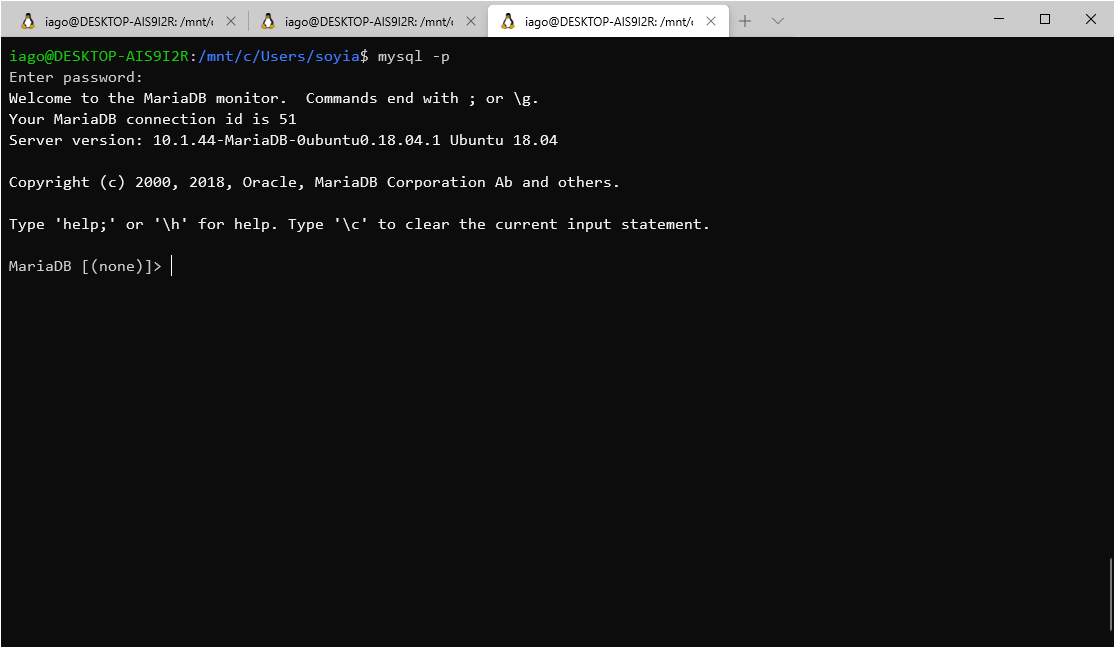 iago@DESKTOP-AIS9I2R: /mnt/c
iago@DESKTOP-AIS9I2R: /mnt/c
iago@DESKTOP-AIS9I2R: /mnt/c
iago@DESKTOP-AIS9I2R:/mnt/c/Users/soyia$ mysql -p
Enter password:
Welcome to the MariaDB monitor.  Commands end with ; or \g.
Your MariaDB connection id is 51
Server version: 10.1.44-MariaDB-0ubuntu0.18.04.1 Ubuntu 18.04
Copyright (c) 2000, 2018, Oracle, MariaDB Corporation Ab and others.
Type 'help;' or '\h' for help. Type '\c' to clear the current input statement.
MariaDB [(none)]>